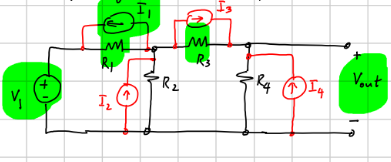 I₁ I₃
+
R₁ R₃
+ − V₁ I₂ R₂ R₄ I₄ Vout
−